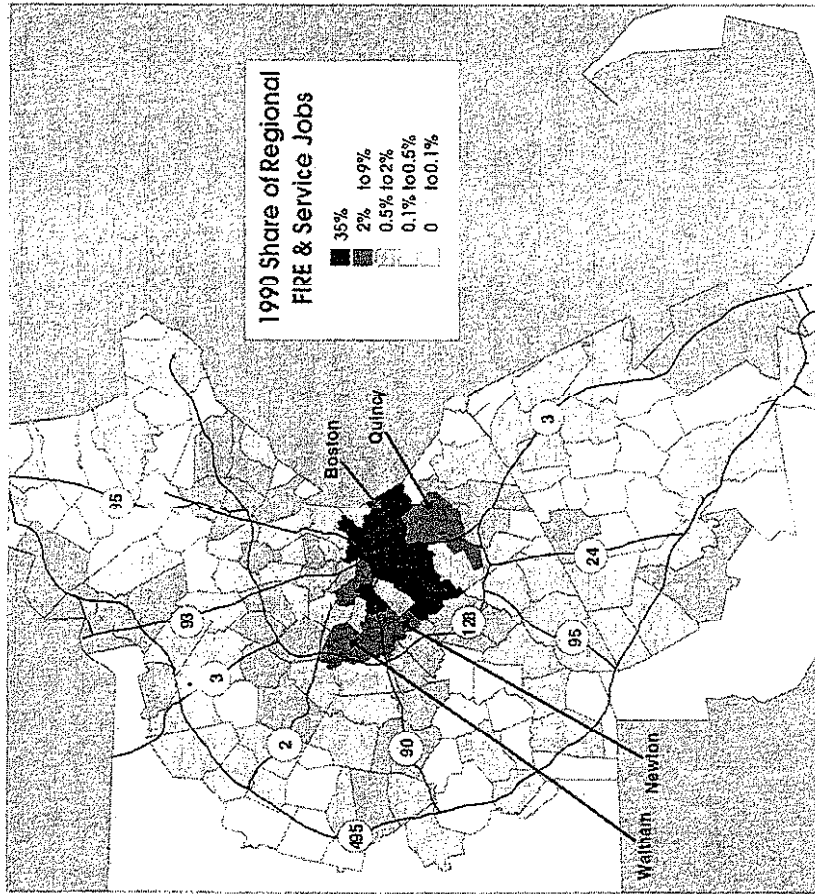 1990 Share of Regional
FIRE & Service Jobs
35%
2% to 9%
0.5% to 2%
0.1% to 0.5%
0 to 0.1%
Boston
Quincy
Waltham
Newton
95
93
3
2
495
90
128
95
24
3